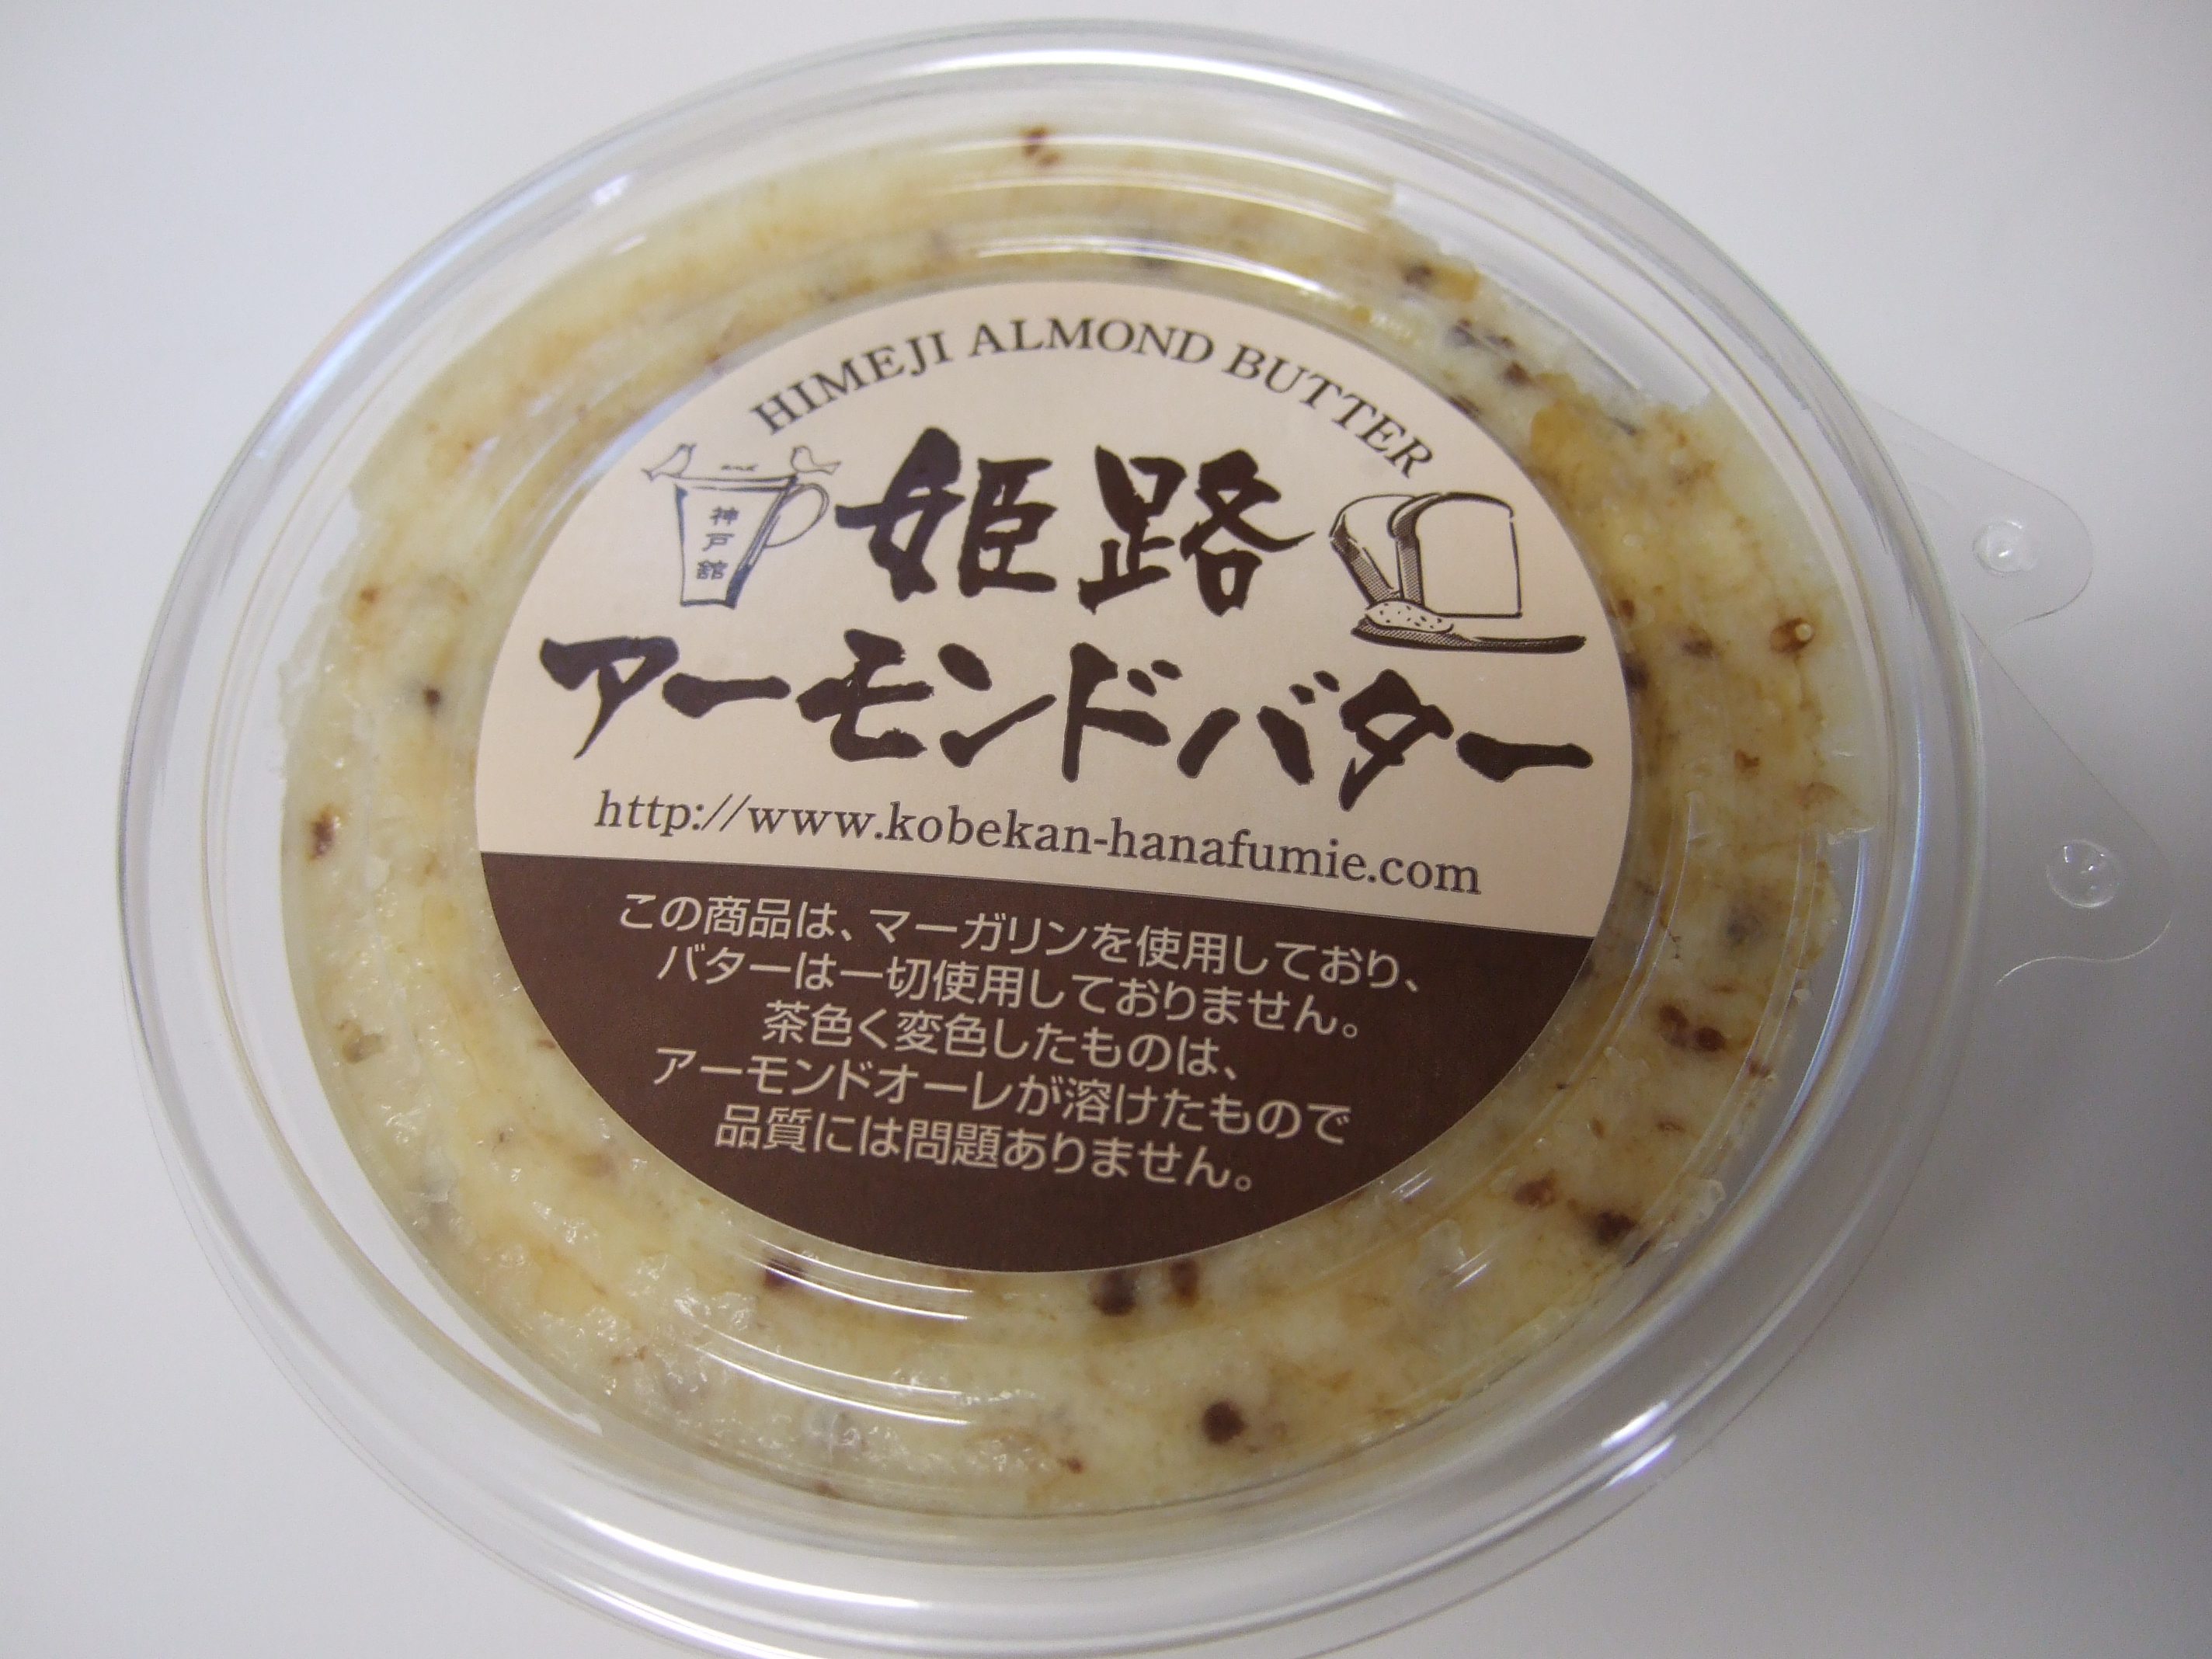 HIMEJI ALMOND BUTTER
神戸館
姫路
アーモンドバター
http://www.kobekan-hanafumie.com
この商品は、マーガリンを使用しており、
バターは一切使用しておりません。
茶色く変色したものは、
アーモンドオーレが溶けたもので
品質には問題ありません。